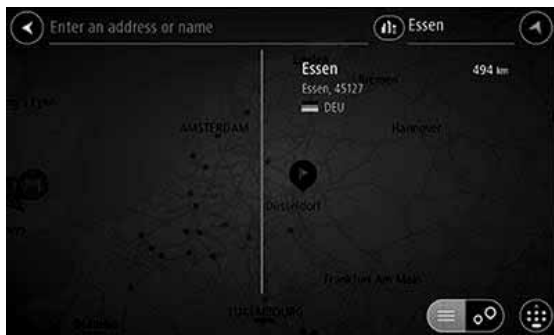 Enter an address or name
Essen
Essen
494 km
Essen, 45127
DEU
AMSTERDAM
Hannover
Düsseldorf
Frankfurt Am Main
LUXEMBOURG